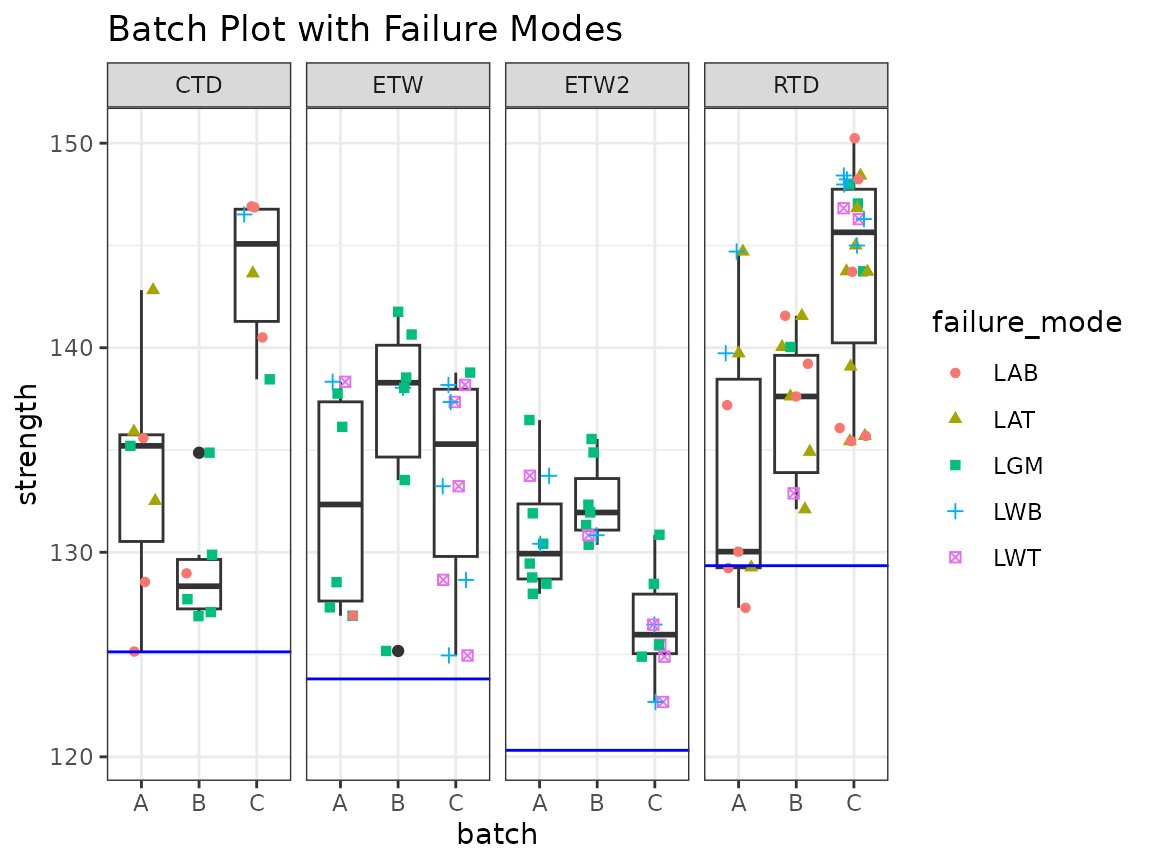 Batch Plot with Failure Modes
CTD ETW ETW2 RTD
150
140
130
120
strength
A B C A B C A B C A B C
batch
failure_mode
LAB
LAT
LGM
LWB
LWT